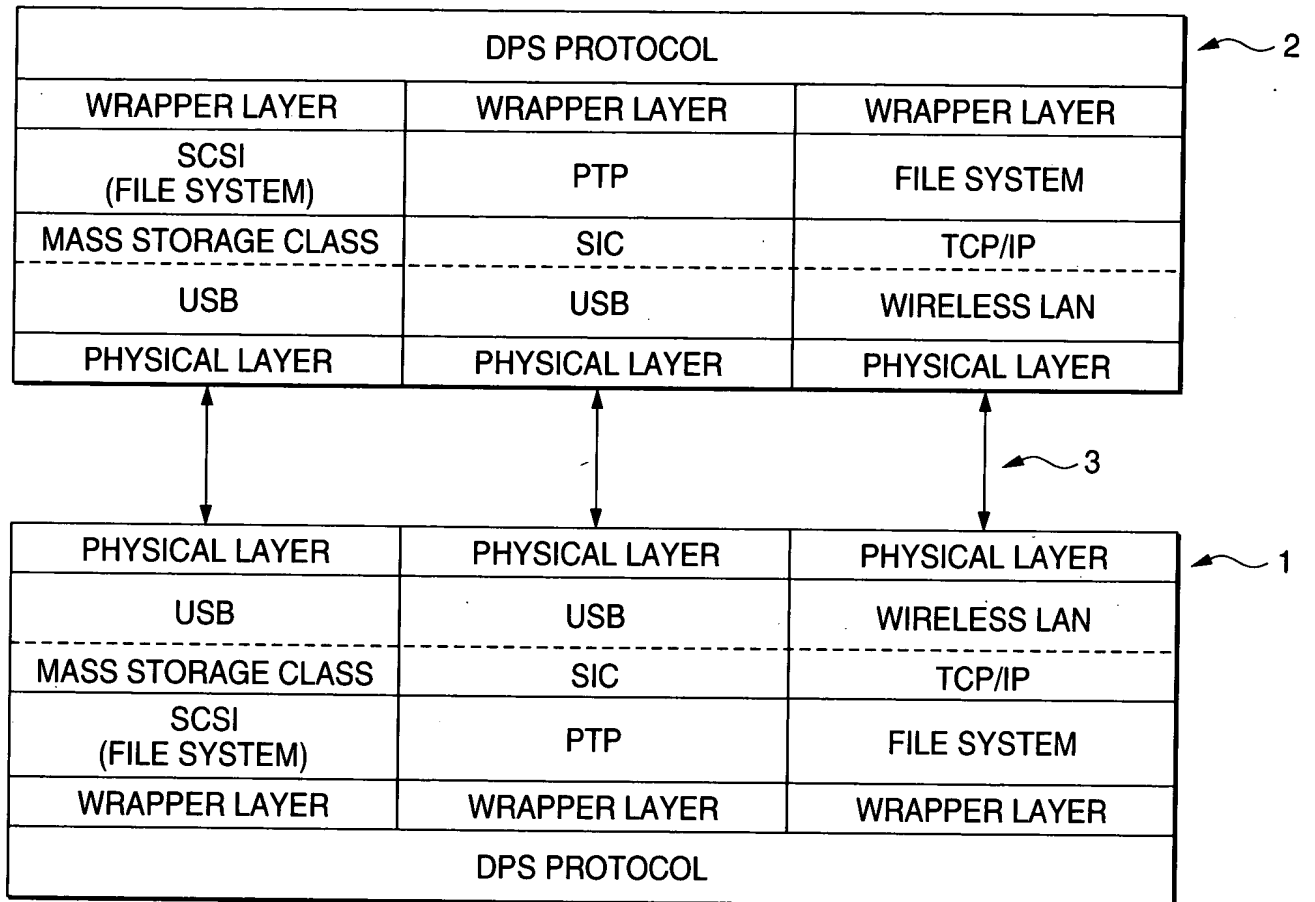 DPS PROTOCOL
2
WRAPPER LAYER WRAPPER LAYER WRAPPER LAYER
SCSI
(FILE SYSTEM) PTP FILE SYSTEM
MASS STORAGE CLASS SIC TCP/IP
USB USB WIRELESS LAN
PHYSICAL LAYER PHYSICAL LAYER PHYSICAL LAYER
3
PHYSICAL LAYER PHYSICAL LAYER PHYSICAL LAYER
1
USB USB WIRELESS LAN
MASS STORAGE CLASS SIC TCP/IP
SCSI
(FILE SYSTEM) PTP FILE SYSTEM
WRAPPER LAYER WRAPPER LAYER WRAPPER LAYER
DPS PROTOCOL